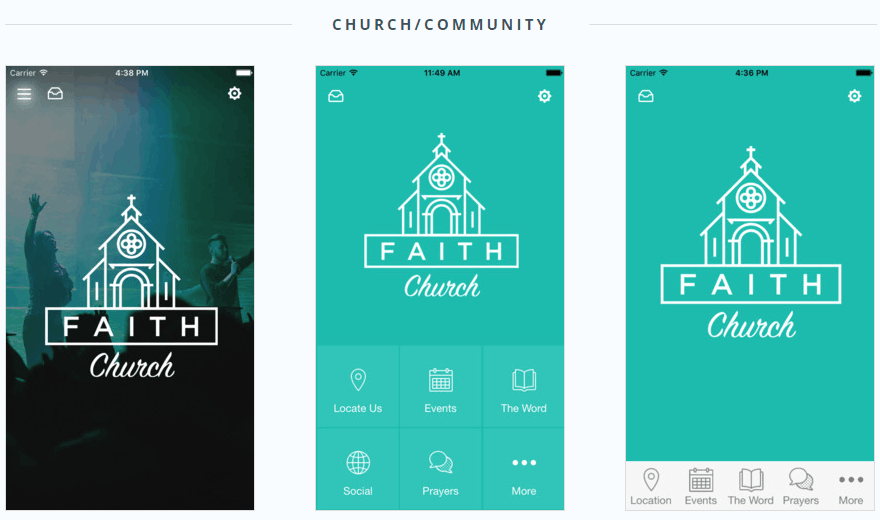 CHURCH/COMMUNITY
Carrier 4:38 PM
FAITH
Church
Carrier 11:49 AM
FAITH
Church
Locate Us Events The Word
Social Prayers More
Carrier 4:36 PM
FAITH
Church
Location Events The Word Prayers More